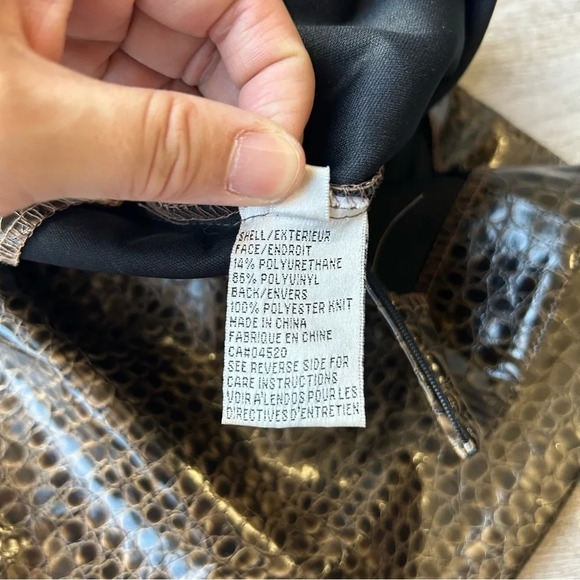 SHELL/EXTERIEUR
FACE/ENDROIT
14% POLYURETHANE
86% POLYVINYL
BACK/ENVERS
100% POLYESTER KNIT
MADE IN CHINA
FABRIQUE EN CHINE
CA#04520
SEE REVERSE SIDE FOR
CARE INSTRUCTIONS
VOIR A'LENDOS POUR LES
DIRECTIVES D'ENTRETIEN